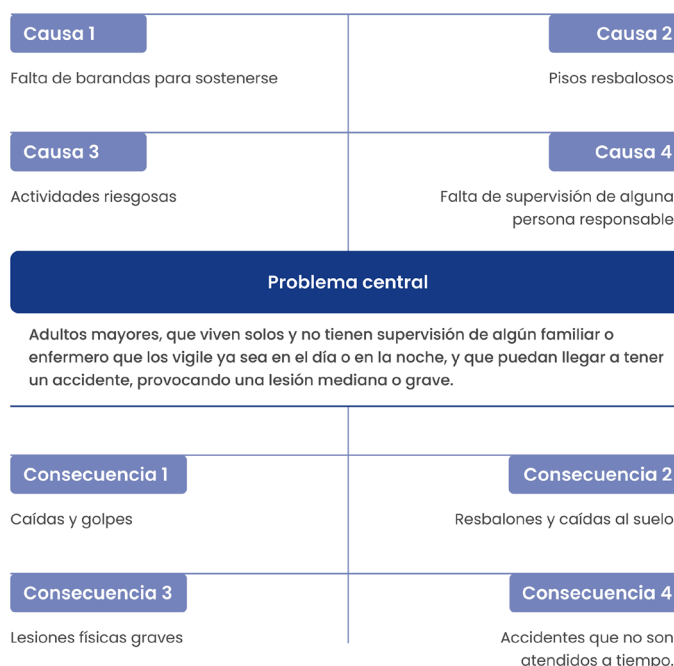 Causa 1
Causa 2
Falta de barandas para sostenerse
Pisos resbalosos
Causa 3
Causa 4
Actividades riesgosas
Falta de supervisión de alguna
persona responsable
Problema central
Adultos mayores, que viven solos y no tienen supervisión de algún familiar o
enfermero que los vigile ya sea en el día o en la noche, y que puedan llegar a tener
un accidente, provocando una lesión mediana o grave.
Consecuencia 1
Consecuencia 2
Caídas y golpes
Resbalones y caídas al suelo
Consecuencia 3
Consecuencia 4
Lesiones físicas graves
Accidentes que no son
atendidos a tiempo.